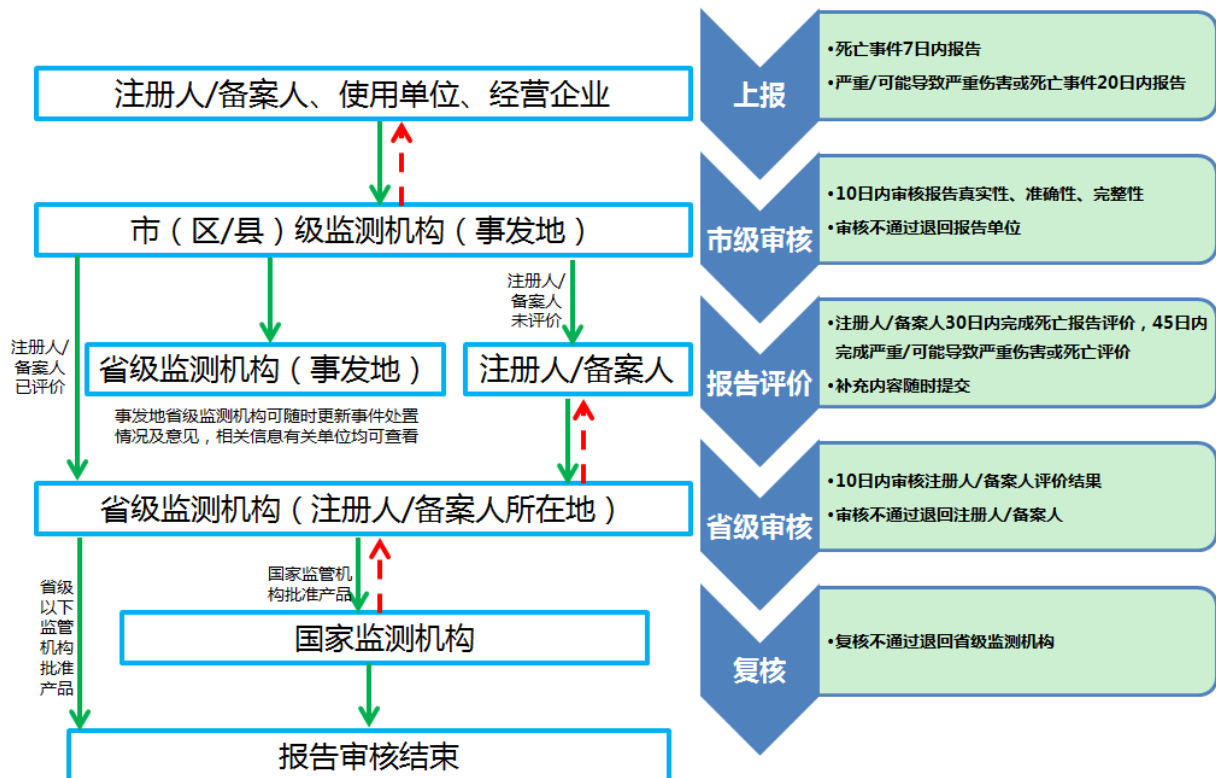 注册人/备案人、使用单位、经营企业
上报
•死亡事件7日内报告
•严重/可能导致严重伤害或死亡事件20日内报告
市（区/县）级监测机构（事发地）
市级审核
•10日内审核报告真实性、准确性、完整性
•审核不通过退回报告单位
注册人/
备案人
已评价
注册人/
备案人
未评价
省级监测机构（事发地）
注册人/备案人
事发地省级监测机构可随时更新事件处置
情况及意见，相关信息有关单位均可查看
报告评价
•注册人/备案人30日内完成死亡报告评价，45日内
完成严重/可能导致严重伤害或死亡评价
•补充内容随时提交
省级监测机构（注册人/备案人所在地）
省级审核
•10日内审核注册人/备案人评价结果
•审核不通过退回注册人/备案人
省级
以下
监管
机构
批准
产品
国家监管机
构批准产品
国家监测机构
复核
•复核不通过退回省级监测机构
报告审核结束